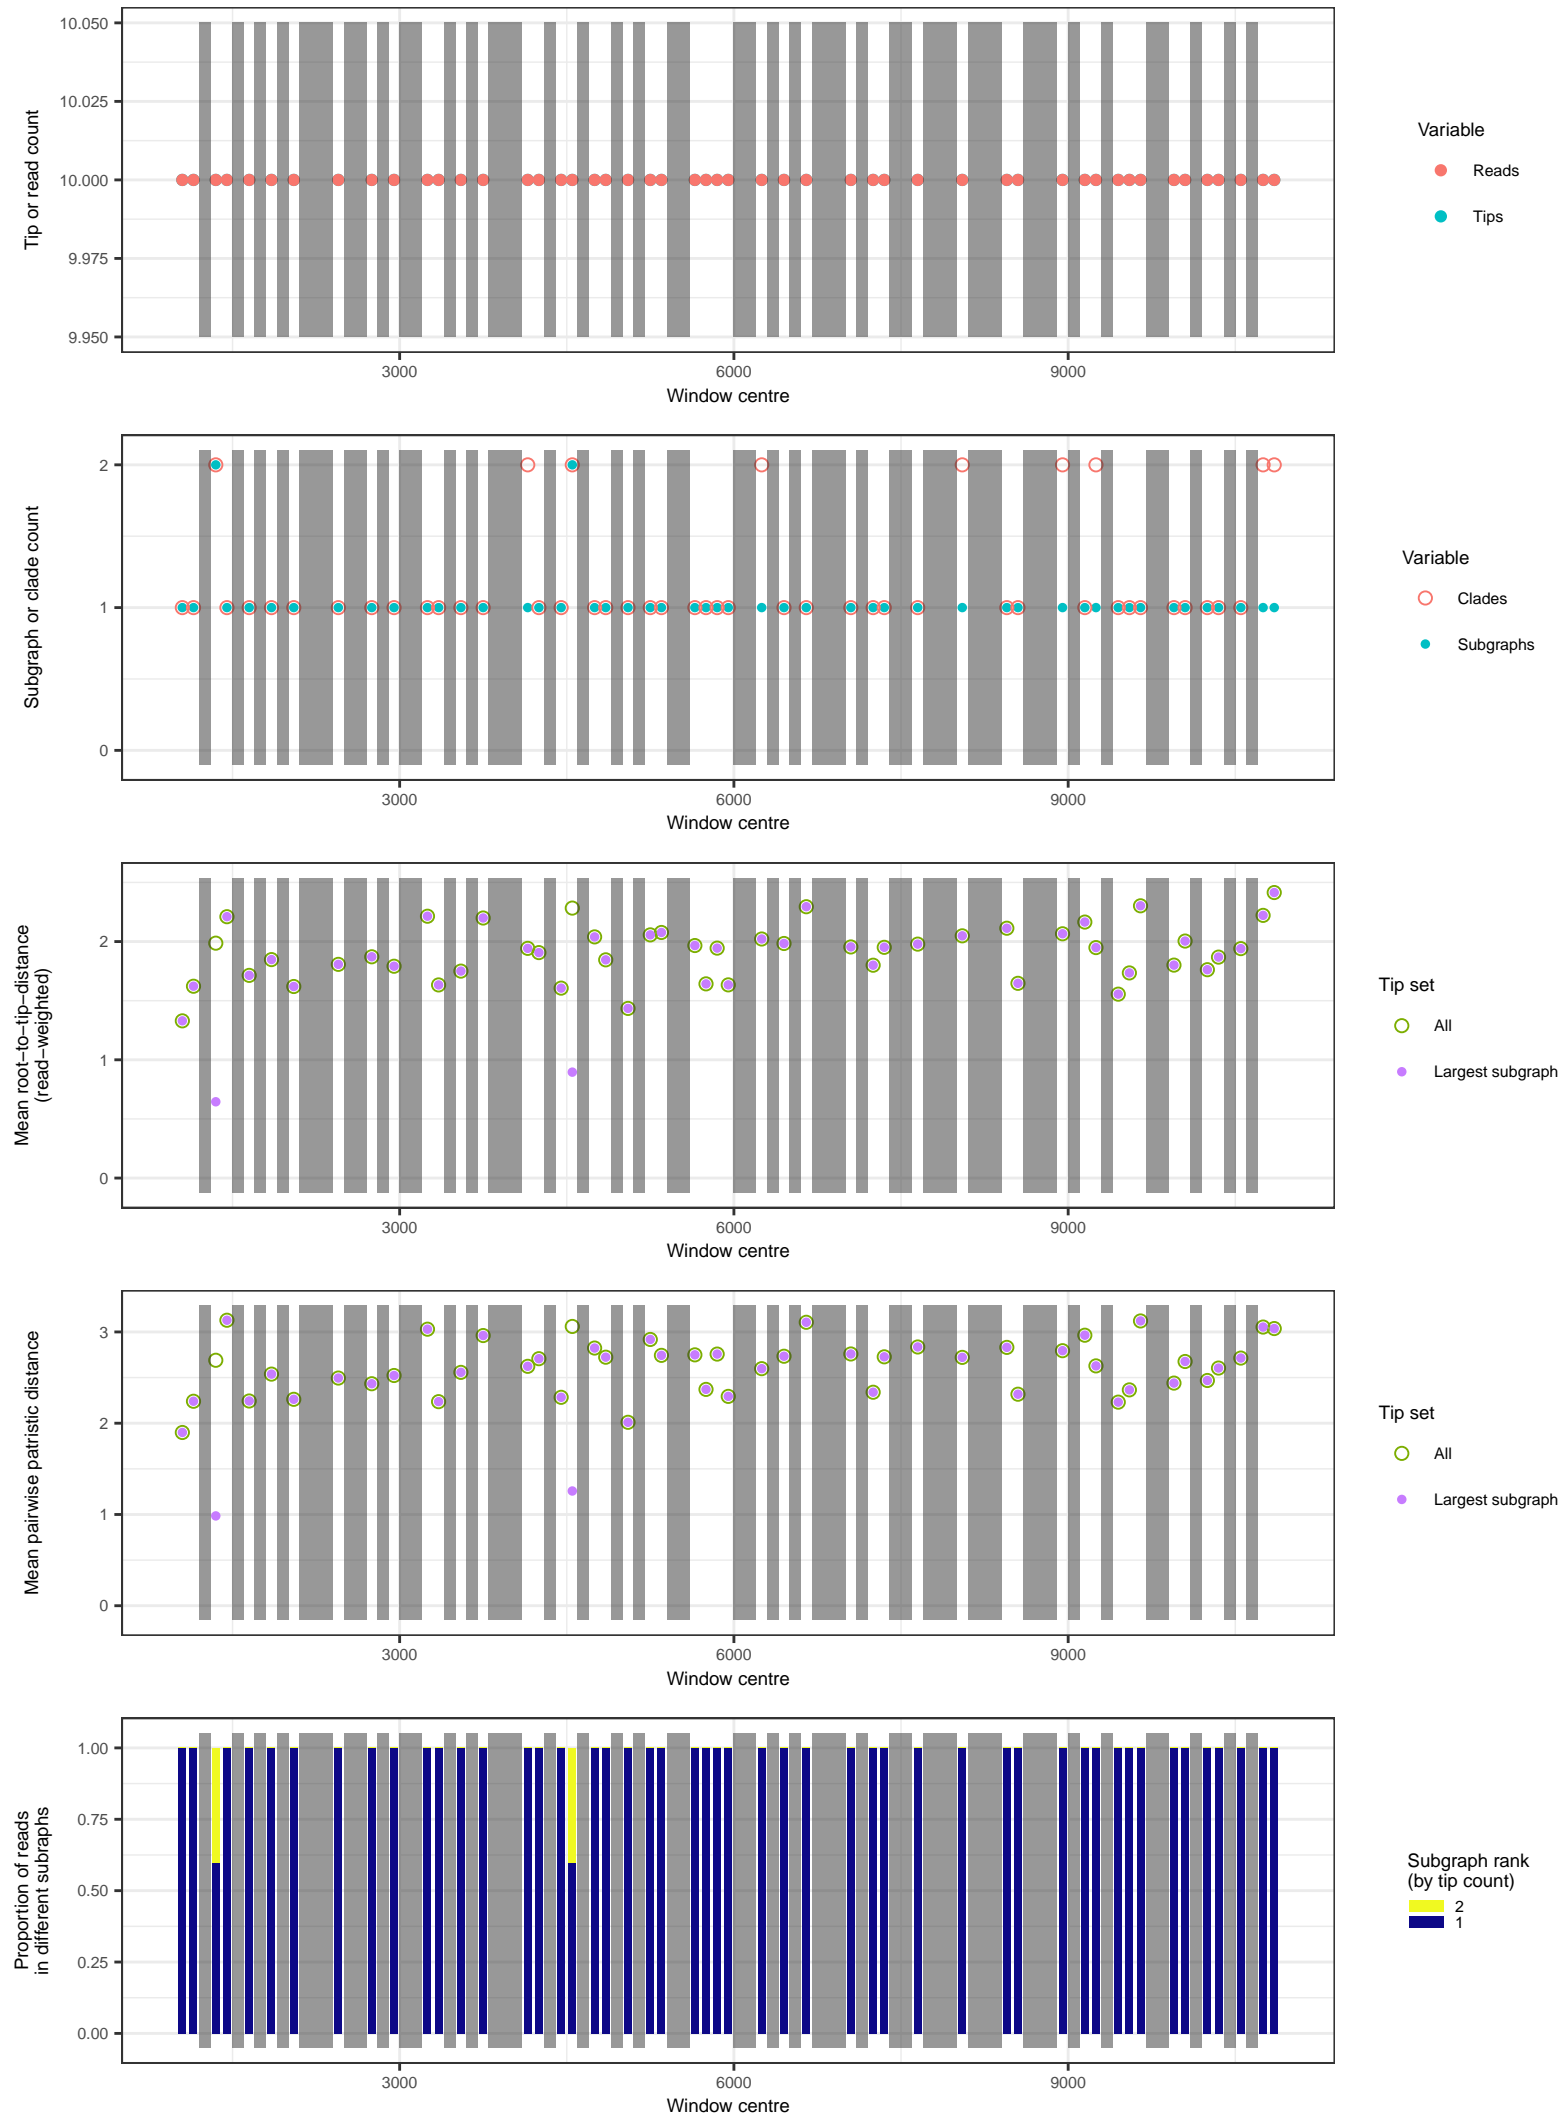 10.050
10.025
10.000
9.975
9.950
Tip or read count
3000
6000
9000
Window centre
Variable
Reads
Tips
2
1
0
Subgraph or clade count
3000
6000
9000
Window centre
Variable
Clades
Subgraphs
2
1
0
Mean root−to−tip−distance
(read−weighted)
3000
6000
9000
Window centre
Tip set
All
Largest subgraph
3
2
1
0
Mean pairwise patristic distance
3000
6000
9000
Window centre
Tip set
All
Largest subgraph
1.00
0.75
0.50
0.25
0.00
Proportion of reads
in different subraphs
3000
6000
9000
Window centre
Subgraph rank
(by tip count)
2
1